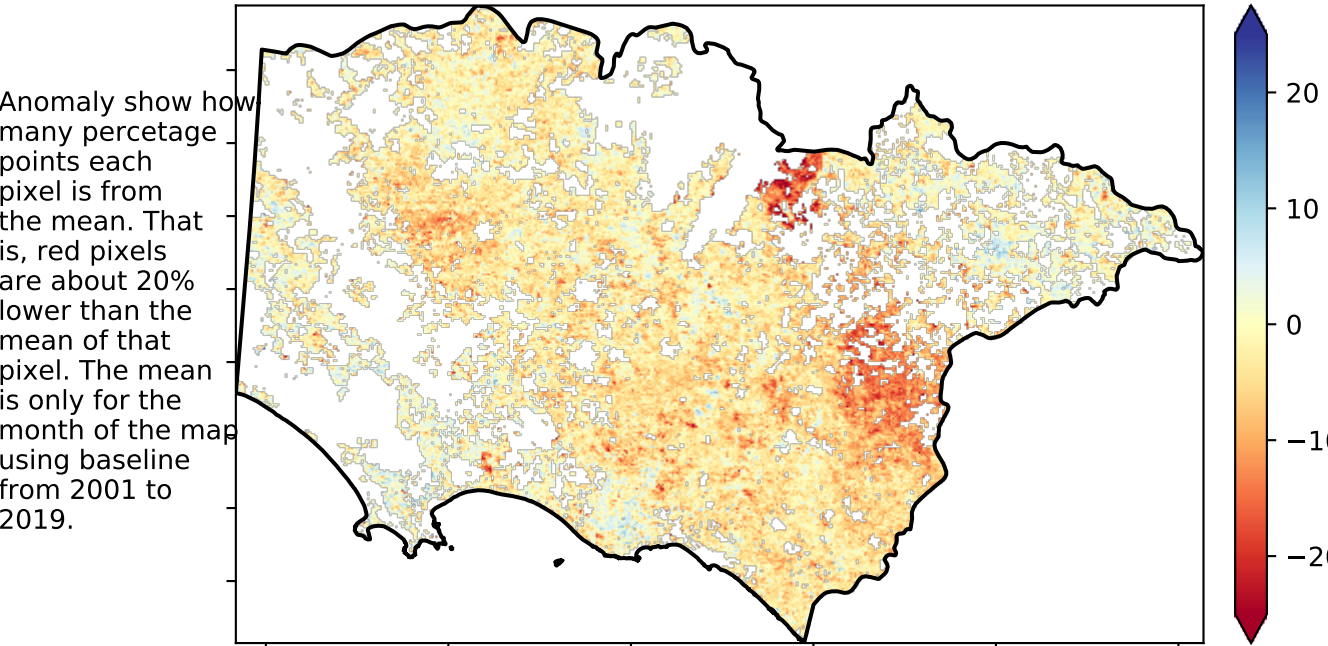 Anomaly show how
many percetage
points each
pixel is from
the mean. That
is, red pixels
are about 20%
lower than the
mean of that
pixel. The mean
is only for the
month of the map
using baseline
from 2001 to
2019.
20
10
0
−10
−20